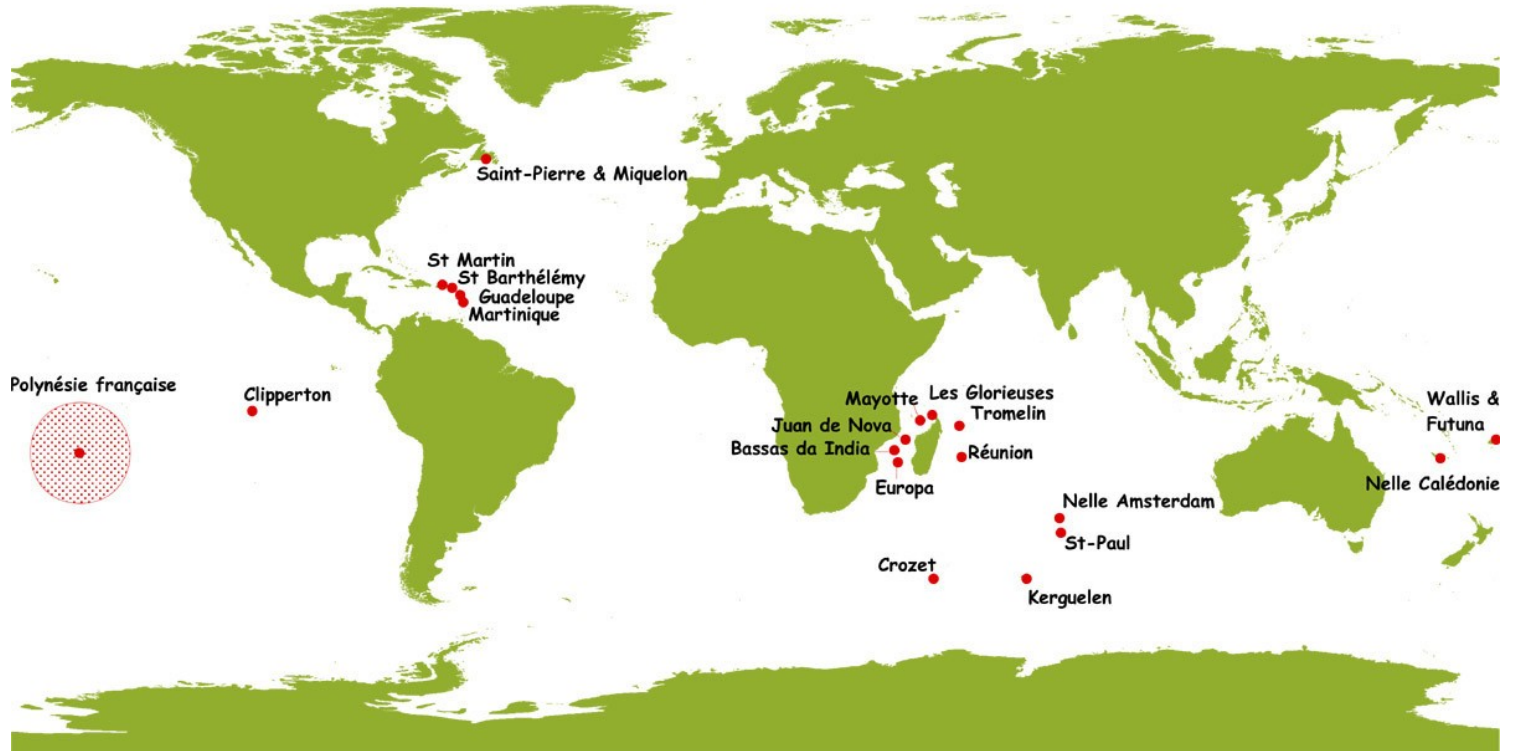 Saint-Pierre & Miquelon
St Martin
St Barthélémy
Guadeloupe
Martinique
Polynésie française
Clipperton
Mayotte
Les Glorieuses
Tromelin
Juan de Nova
Bassas da India
Réunion
Europa
Wallis &
Futuna
Nelle Calédonie
Nelle Amsterdam
St-Paul
Crozet
Kerguelen